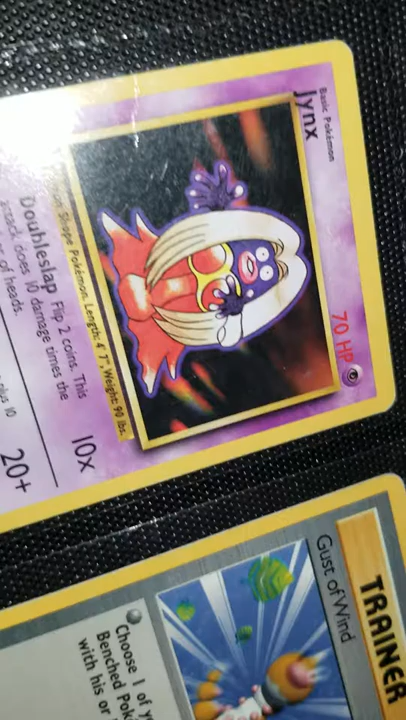 Basic Pokémon
Jynx
70 HP
Shape Pokémon. Length: 4' 7", Weight: 90 lbs.
Doubleslap Flip 2 coins. This
attack does 10 damage times the
of heads.
10x
plus 10
20+
TRAINER
Gust of Wind
Choose 1 of
Benched
with his or